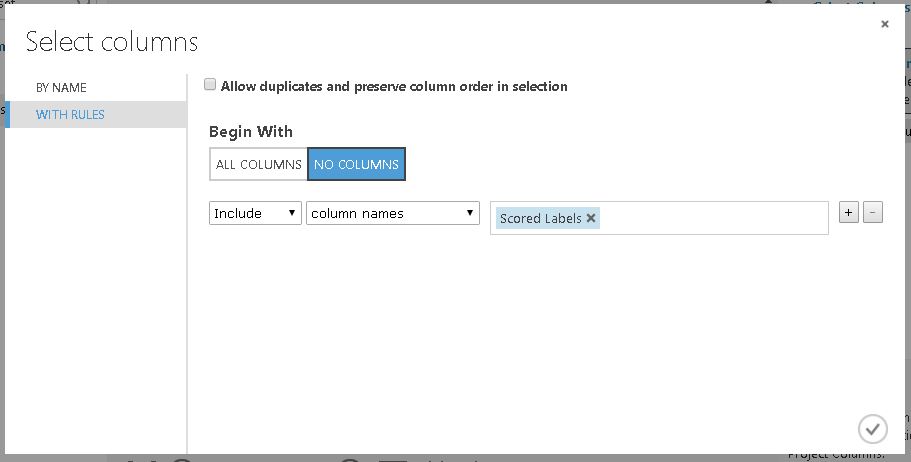 Select columns
×
BY NAME
WITH RULES
Allow duplicates and preserve column order in selection
Begin With
ALL COLUMNS NO COLUMNS
Include column names Scored Labels × + -
Project Columns.